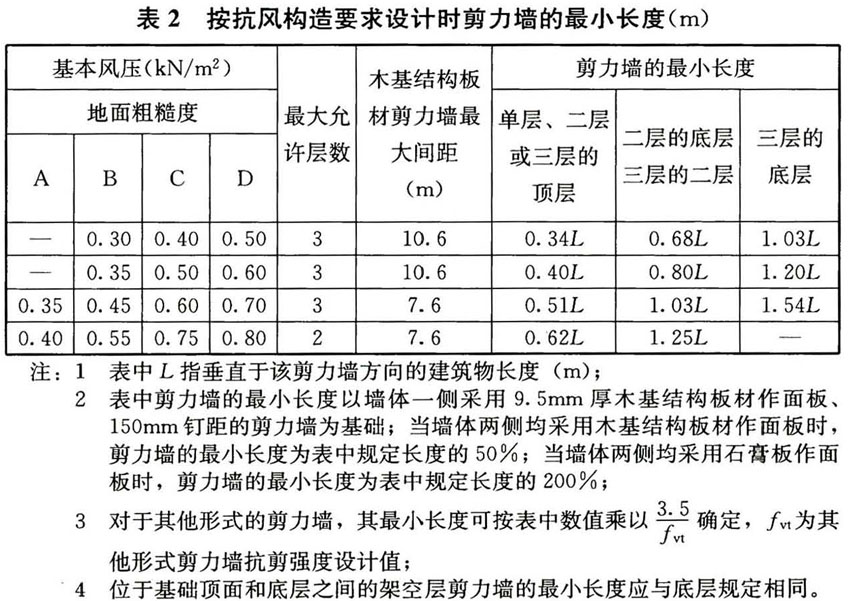 表 2 按抗风构造要求设计时剪力墙的最小长度(m)
基本风压(kN/m²)
地面粗糙度
A B C D
最大允
许层数
木基结构板
材剪力墙最
大间距
(m)
剪力墙的最小长度
单层、二层
或三层的
顶层
二层的底层
三层的二层
三层的
底层
— 0.30 0.40 0.50 3 10.6 0.34L 0.68L 1.03L
— 0.35 0.50 0.60 3 10.6 0.40L 0.80L 1.20L
0.35 0.45 0.60 0.70 3 7.6 0.51L 1.03L 1.54L
0.40 0.55 0.75 0.80 2 7.6 0.62L 1.25L —
注：1 表中 L 指垂直于该剪力墙方向的建筑物长度（m）；
2 表中剪力墙的最小长度以墙体一侧采用 9.5mm 厚木基结构板材作面板、
150mm 钉距的剪力墙为基础；当墙体两侧均采用木基结构板材作面板时，
剪力墙的最小长度为表中规定长度的 50%；当墙体两侧均采用石膏板作面
板时，剪力墙的最小长度为表中规定长度的 200%；
3 对于其他形式的剪力墙，其最小长度可按表中数值乘以 3.5/fvt 确定，fvt为其
他形式剪力墙抗剪强度设计值；
4 位于基础顶面和底层之间的架空层剪力墙的最小长度应与底层规定相同。